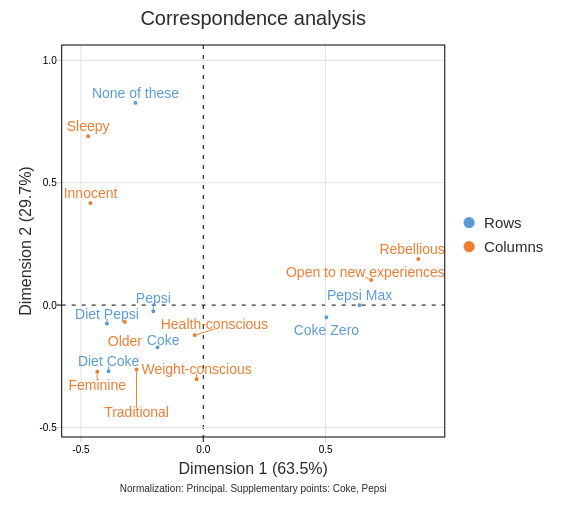 Correspondence analysis
1.0
None of these
Sleepy
0.5
Innocent
Rows
Columns
Rebellious
Open to new experiences
Pepsi Max
Pepsi
0.0
Diet Pepsi
Health-conscious
Coke Zero
Older
Coke
Diet Coke
Weight-conscious
Feminine
Traditional
-0.5
-0.5
0.0
0.5
Dimension 2 (29.7%)
Dimension 1 (63.5%)
Normalization: Principal. Supplementary points: Coke, Pepsi